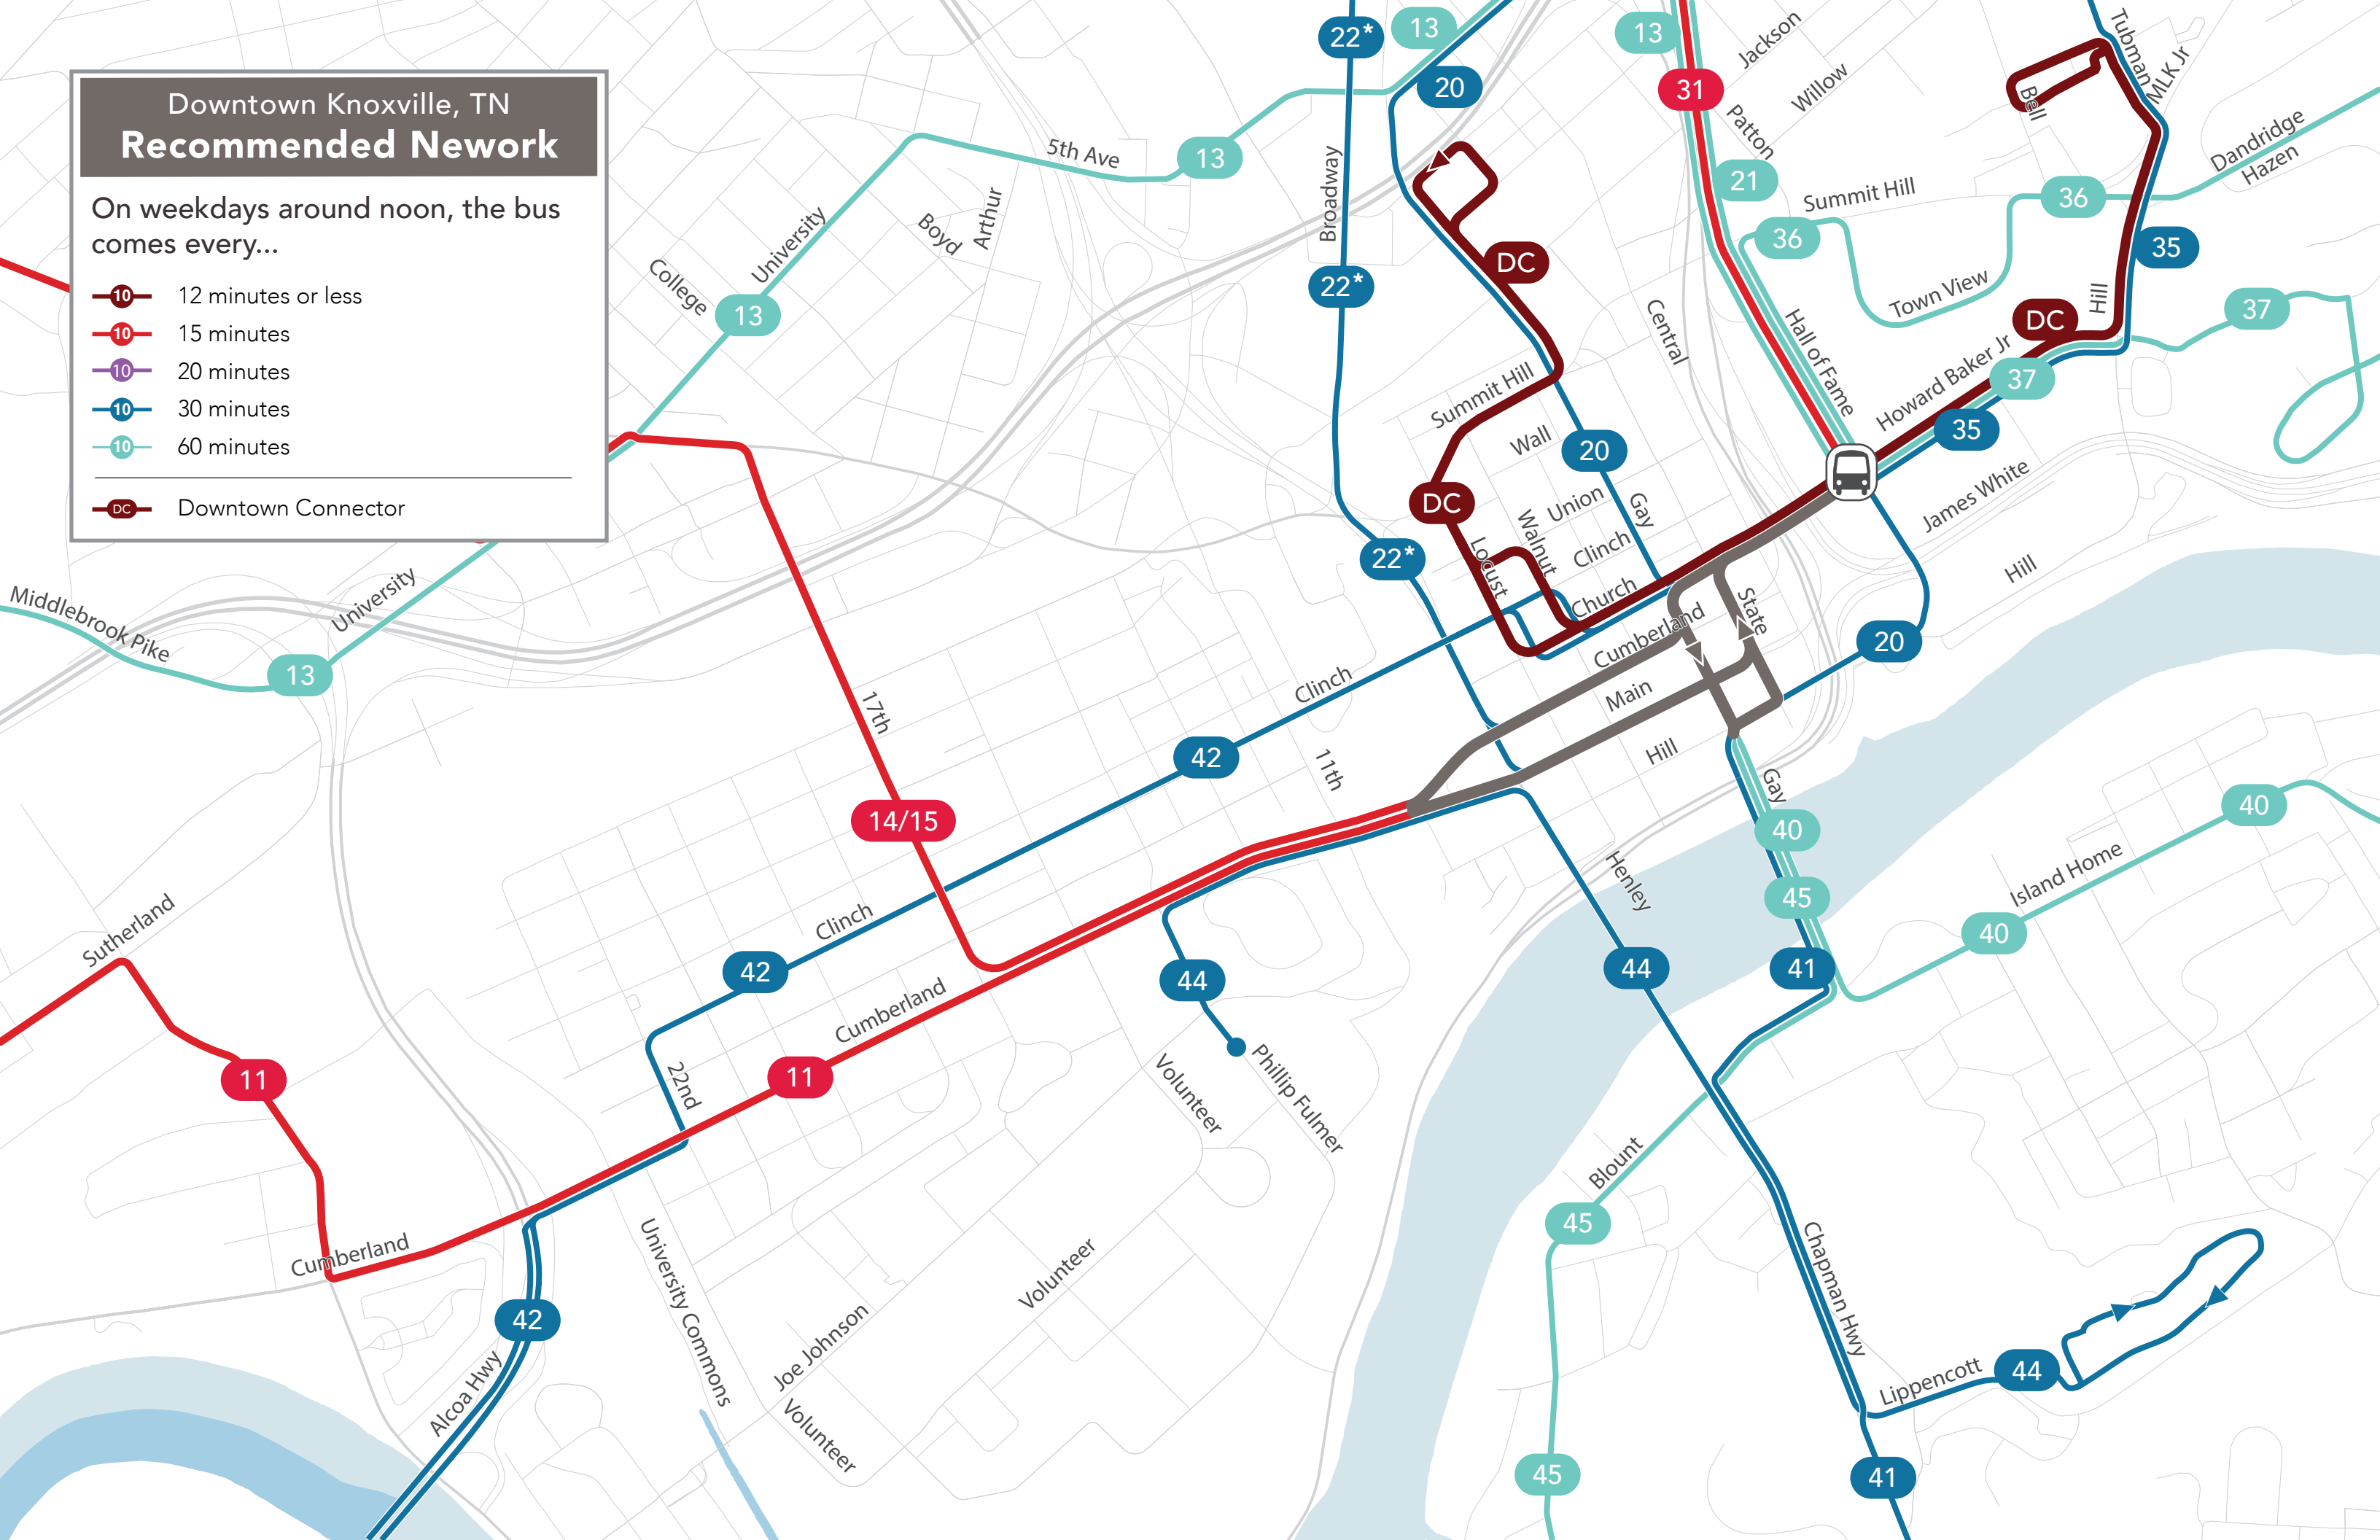 Downtown Knoxville, TN
Recommended Nework
On weekdays around noon, the bus
comes every...
10 12 minutes or less
10 15 minutes
10 20 minutes
10 30 minutes
10 60 minutes
DC Downtown Connector
22*
13
20
13
31
Jackson
Willow
Patton
21
Tubman
MLK Jr
Bell
Dandridge
Hazen
5th Ave
13
Broadway
Summit Hill
36
36
Arthur
Boyd
University
College
13
22*
DC
Central
Hall of Fame
Town View
35
Hill
37
DC
Howard Baker Jr
37
35
Summit Hill
Wall
20
DC
Union
Gay
Walnut
Locust
Clinch
Church
22*
James White
Hill
Middlebrook Pike
University
13
Cumberland
State
20
Main
Hill
17th
Clinch
42
11th
14/15
Gay
40
40
Henley
45
Island Home
40
Clinch
42
44
44
41
Sutherland
11
Cumberland
11
22nd
Volunteer
Phillip Fulmer
Blount
45
Cumberland
42
Alcoa Hwy
University Commons
Joe Johnson
Volunteer
Volunteer
Chapman Hwy
Lippencott
44
45
41